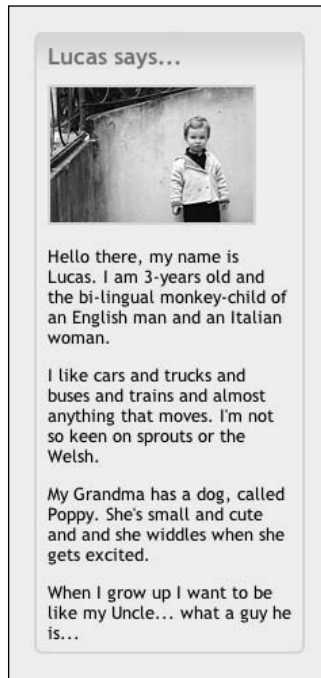 Lucas says...
Hello there, my name is
Lucas. I am 3-years old and
the bi-lingual monkey-child of
an English man and an Italian
woman.
I like cars and trucks and
buses and trains and almost
anything that moves. I'm not
so keen on sprouts or the
Welsh.
My Grandma has a dog, called
Poppy. She's small and cute
and and she widdles when she
gets excited.
When I grow up I want to be
like my Uncle... what a guy he
is...